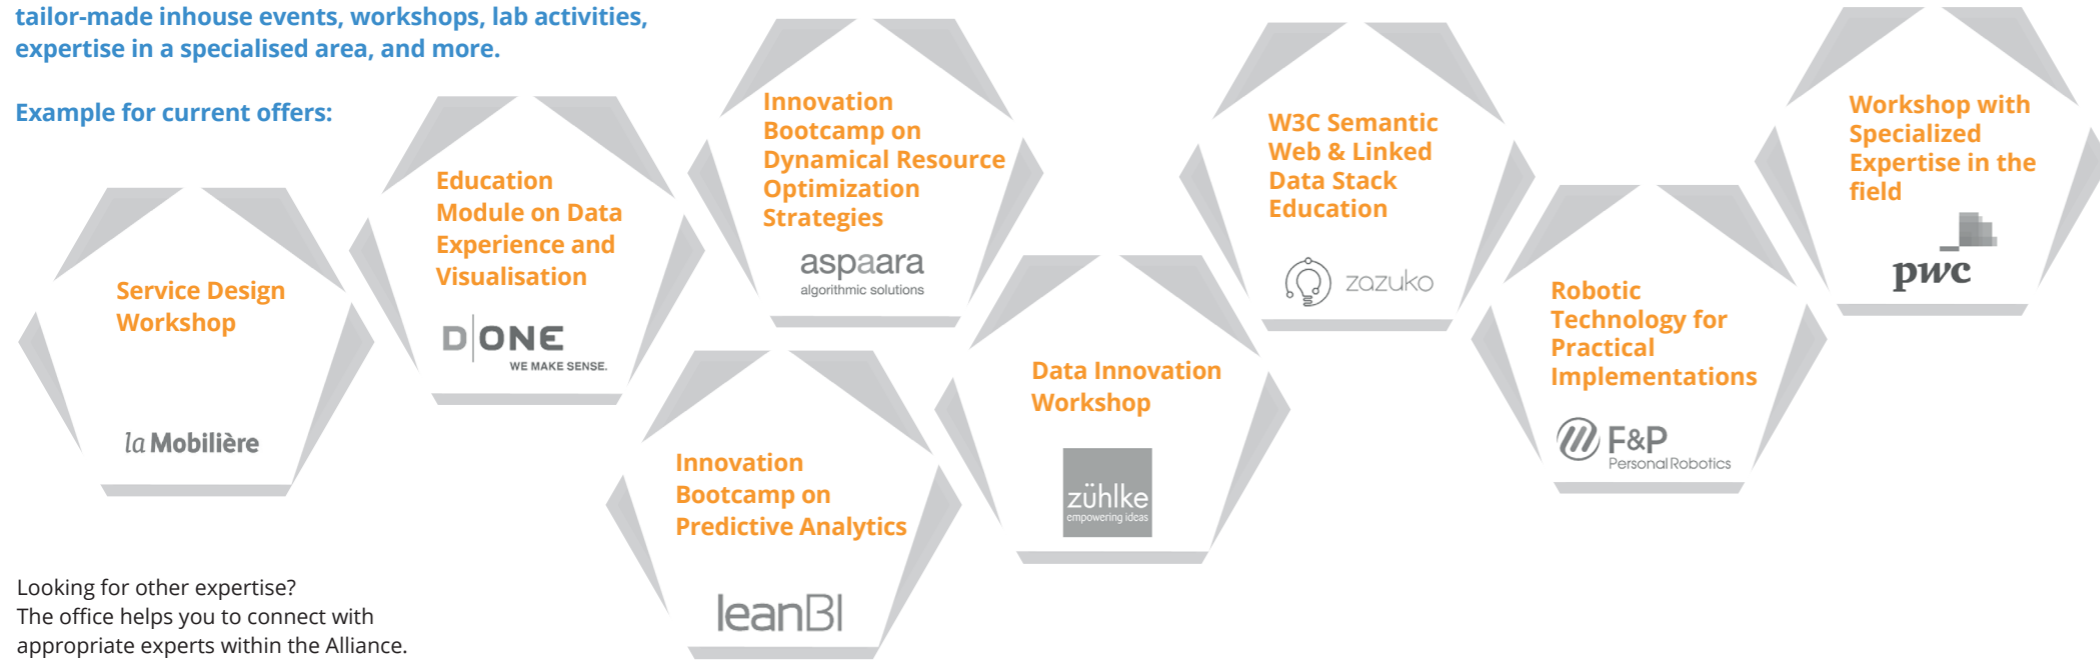 tailor-made inhouse events, workshops, lab activities,
expertise in a specialised area, and more.
Example for current offers:
Service Design
Workshop
la Mobilière
Education
Module on Data
Experience and
Visualisation
D ONE
WE MAKE SENSE.
Innovation
Bootcamp on
Dynamical Resource
Optimization
Strategies
aspaara
algorithmic solutions
Innovation
Bootcamp on
Predictive Analytics
leanBI
Data Innovation
Workshop
zühlke
empowering ideas
W3C Semantic
Web & Linked
Data Stack
Education
zazuko
Robotic
Technology for
Practical
Implementations
F&P
Personal Robotics
Workshop with
Specialized
Expertise in the
field
pwc
Looking for other expertise?
The office helps you to connect with
appropriate experts within the Alliance.